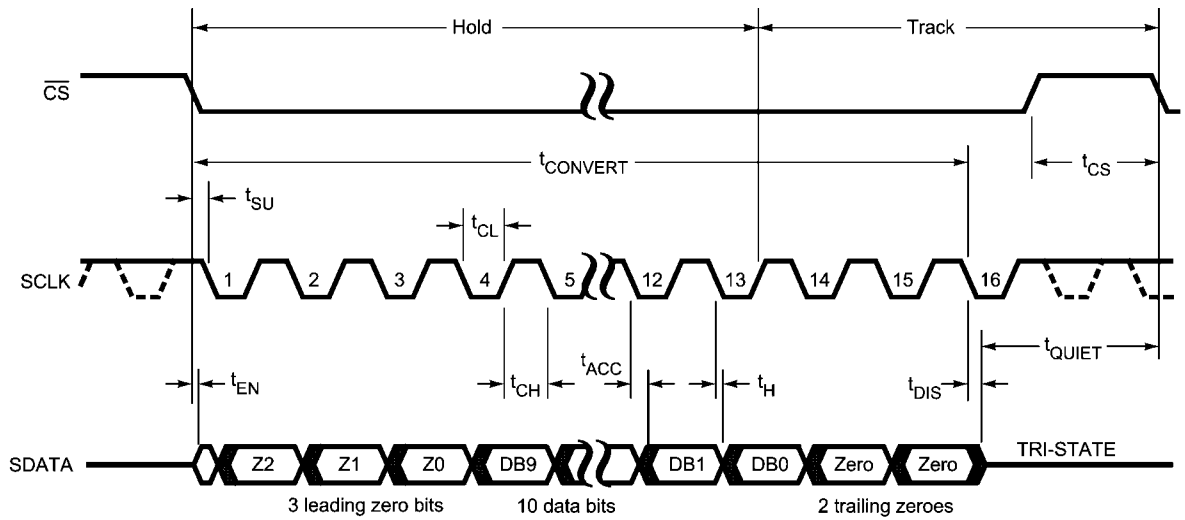 Hold Track
CS
tCONVERT tCS
tSU
tCL
SCLK 1 2 3 4 5 12 13 14 15 16
tQUIET
tEN tCH tACC tH tDIS
SDATA Z2 Z1 Z0 DB9 DB1 DB0 Zero Zero TRI-STATE
3 leading zero bits 10 data bits 2 trailing zeroes